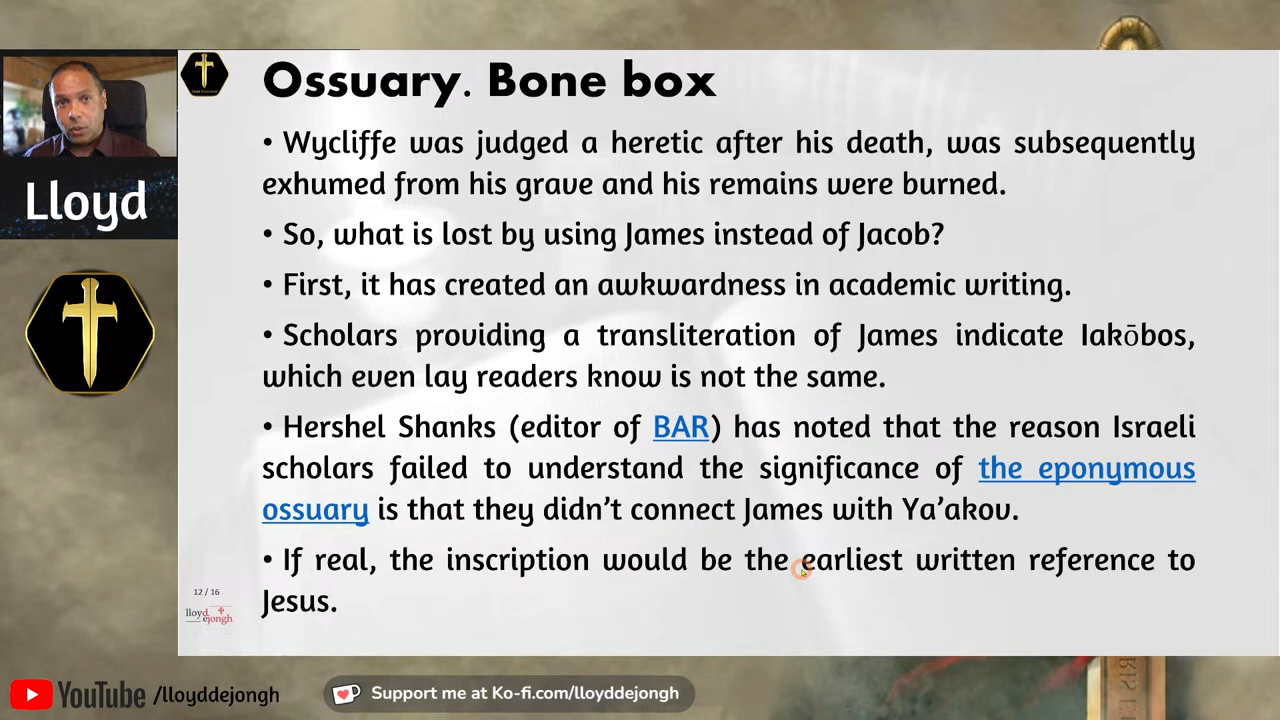 Ossuary. Bone box
• Wycliffe was judged a heretic after his death, was subsequently
exhumed from his grave and his remains were burned.
• So, what is lost by using James instead of Jacob?
• First, it has created an awkwardness in academic writing.
• Scholars providing a transliteration of James indicate Iakōbos,
which even lay readers know is not the same.
• Hershel Shanks (editor of BAR) has noted that the reason Israeli
scholars failed to understand the significance of the eponymous
ossuary is that they didn’t connect James with Ya’akov.
• If real, the inscription would be the earliest written reference to
Jesus.
12 / 16
lloyd
ejongh
Lloyd
YouTube /lloyddejongh
Support me at Ko-fi.com/lloyddejongh